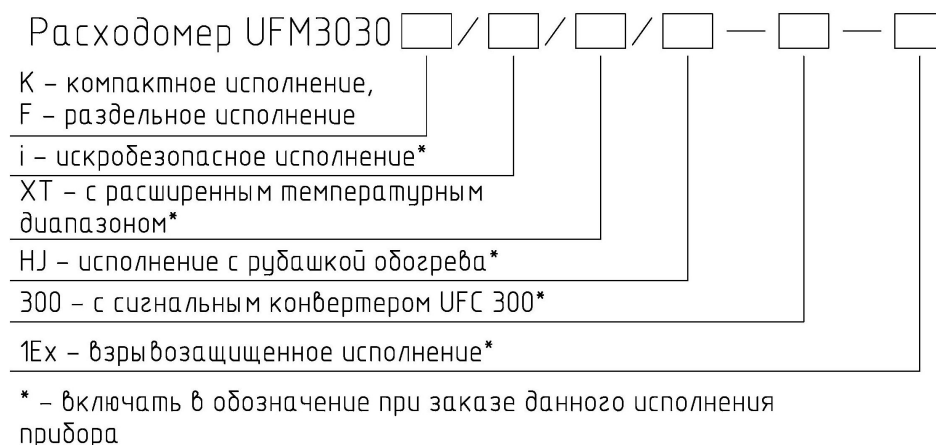 Расходомер UFM3030 / / / — —
К – компактное исполнение,
F – раздельное исполнение
i – искробезопасное исполнение*
ХТ – с расширенным температурным
диапазоном*
HJ – исполнение с рубашкой обогрева*
300 – с сигнальным конвертером UFC 300*
1Ex – взрывозащищенное исполнение*
* – включать в обозначение при заказе данного исполнения
прибора